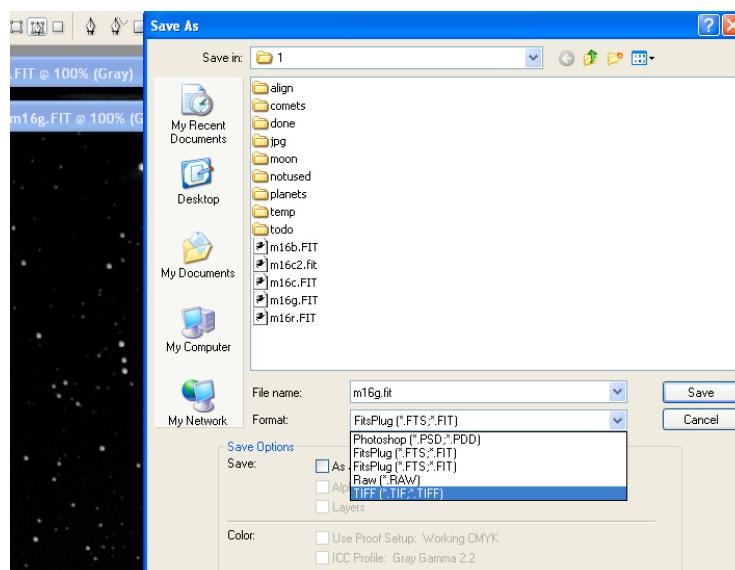 Save As
.FIT @ 100% (Gray)
m16g.FIT @ 100% (G
Save in:
1
My Recent
Documents
Desktop
My Documents
My Computer
My Network
align
comets
done
jpg
moon
notused
planets
temp
todo
m16b.FIT
m16c2.fit
m16c.FIT
m16g.FIT
m16r.FIT
File name:
m16g.fit
Save
Format:
FitsPlug (*.FTS;*.FIT)
Cancel
Photoshop (*.PSD;*.PDD)
FitsPlug (*.FTS;*.FIT)
FitsPlug (*.FTS;*.FIT)
Raw (*.RAW)
TIFF (*.TIF;*.TIFF)
Save Options
Save:
As
Alp
Layers
Color:
Use Proof Setup: Working CMYK
ICC Profile: Gray Gamma 2.2